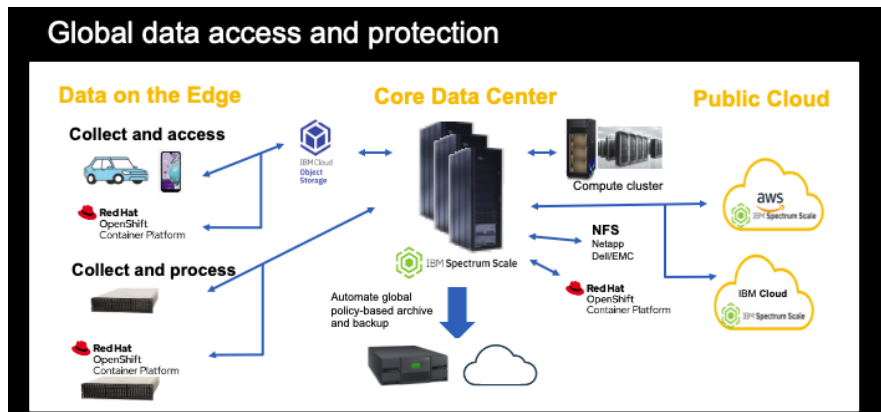 Global data access and protection
Data on the Edge
Core Data Center
Public Cloud
Collect and access
IBM Cloud
Object
Storage
Red Hat
OpenShift
Container Platform
Collect and process
Red Hat
OpenShift
Container Platform
IBM Spectrum Scale
Automate global
policy-based archive
and backup
Compute cluster
NFS
Netapp
Dell/EMC
Red Hat
OpenShift
Container Platform
aws
IBM Spectrum Scale
IBM Cloud
IBM Spectrum Scale